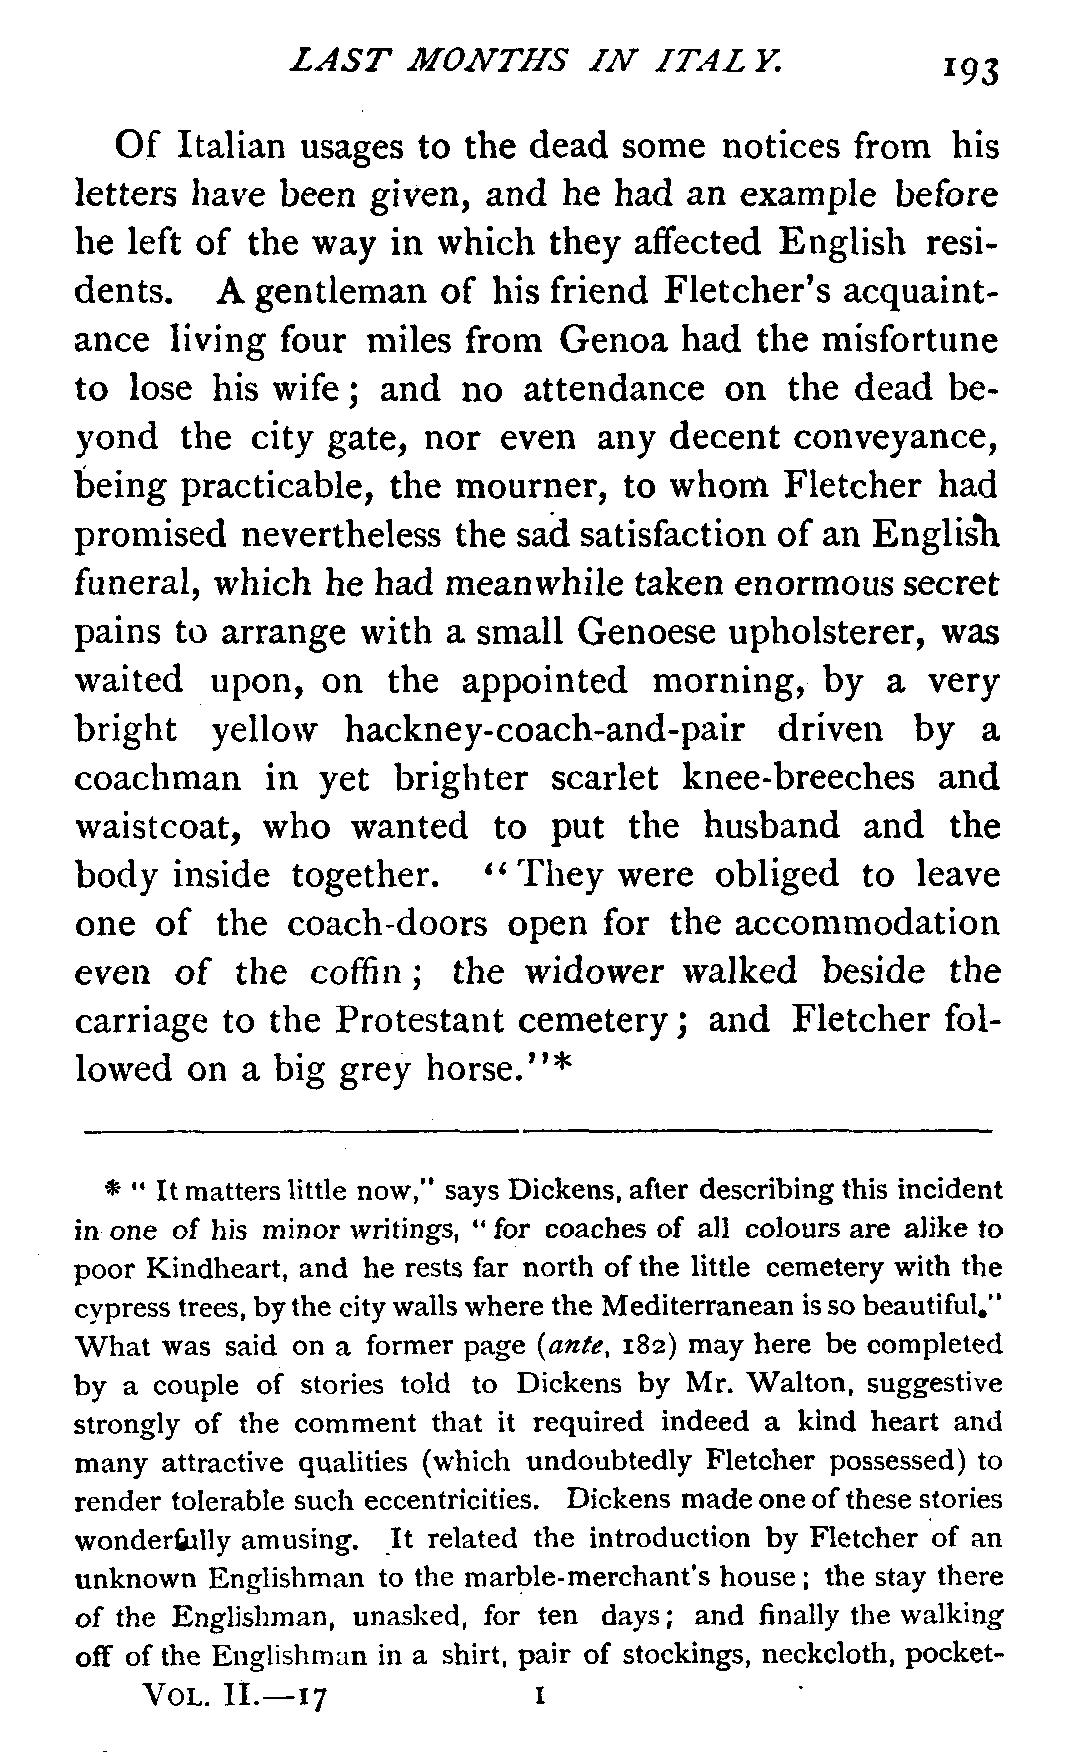 LAST MONTHS IN ITALY. 193
Of Italian usages to the dead some notices from his
letters have been given, and he had an example before
he left of the way in which they affected English resi-
dents. A gentleman of his friend Fletcher's acquaint-
ance living four miles from Genoa had the misfortune
to lose his wife; and no attendance on the dead be-
yond the city gate, nor even any decent conveyance,
being practicable, the mourner, to whom Fletcher had
promised nevertheless the sad satisfaction of an English
funeral, which he had meanwhile taken enormous secret
pains to arrange with a small Genoese upholsterer, was
waited upon, on the appointed morning, by a very
bright yellow hackney-coach-and-pair driven by a
coachman in yet brighter scarlet knee-breeches and
waistcoat, who wanted to put the husband and the
body inside together. "They were obliged to leave
one of the coach-doors open for the accommodation
even of the coffin; the widower walked beside the
carriage to the Protestant cemetery; and Fletcher fol-
lowed on a big grey horse."*
* "It matters little now," says Dickens, after describing this incident
in one of his minor writings, "for coaches of all colours are alike to
poor Kindheart, and he rests far north of the little cemetery with the
cypress trees, by the city walls where the Mediterranean is so beautiful."
What was said on a former page (ante, 182) may here be completed
by a couple of stories told to Dickens by Mr. Walton, suggestive
strongly of the comment that it required indeed a kind heart and
many attractive qualities (which undoubtedly Fletcher possessed) to
render tolerable such eccentricities. Dickens made one of these stories
wonderfully amusing. It related the introduction by Fletcher of an
unknown Englishman to the marble-merchant's house; the stay there
of the Englishman, unasked, for ten days; and finally the walking
off of the Englishman in a shirt, pair of stockings, neckcloth, pocket-
VOL. II.—17 I